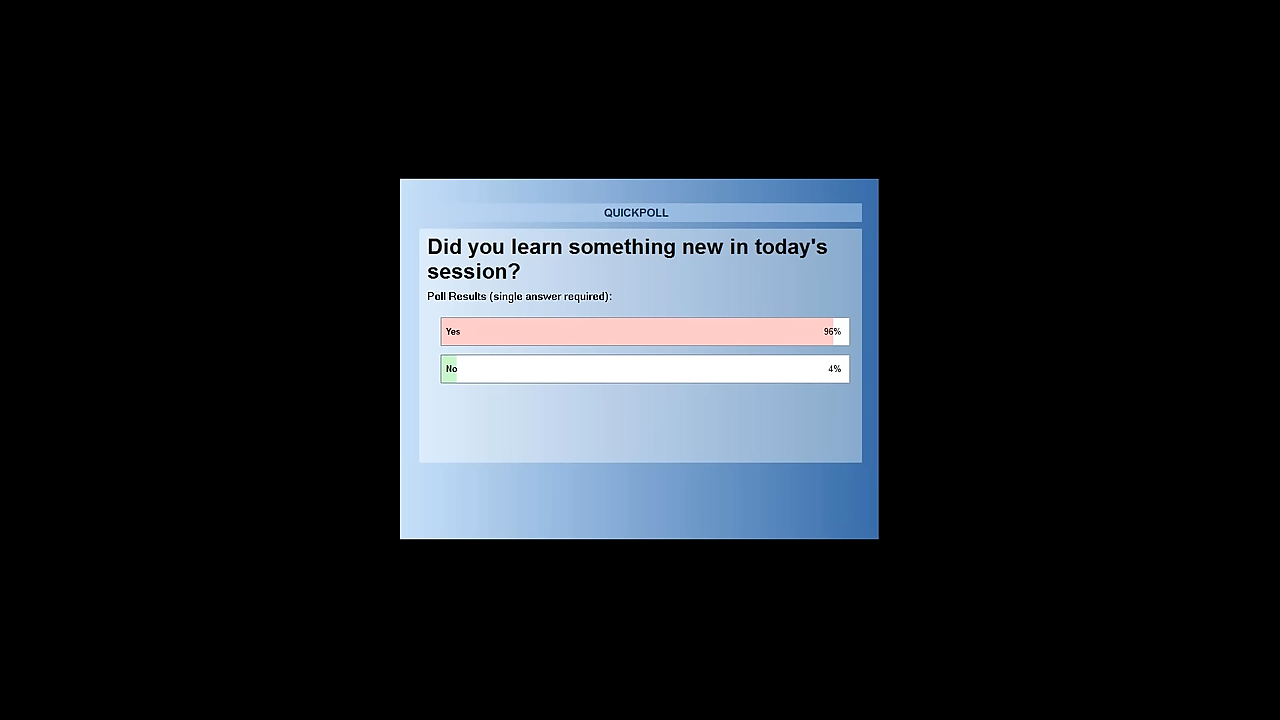 QUICKPOLL
Did you learn something new in today's
session?
Poll Results (single answer required):
Yes 96%
No 4%